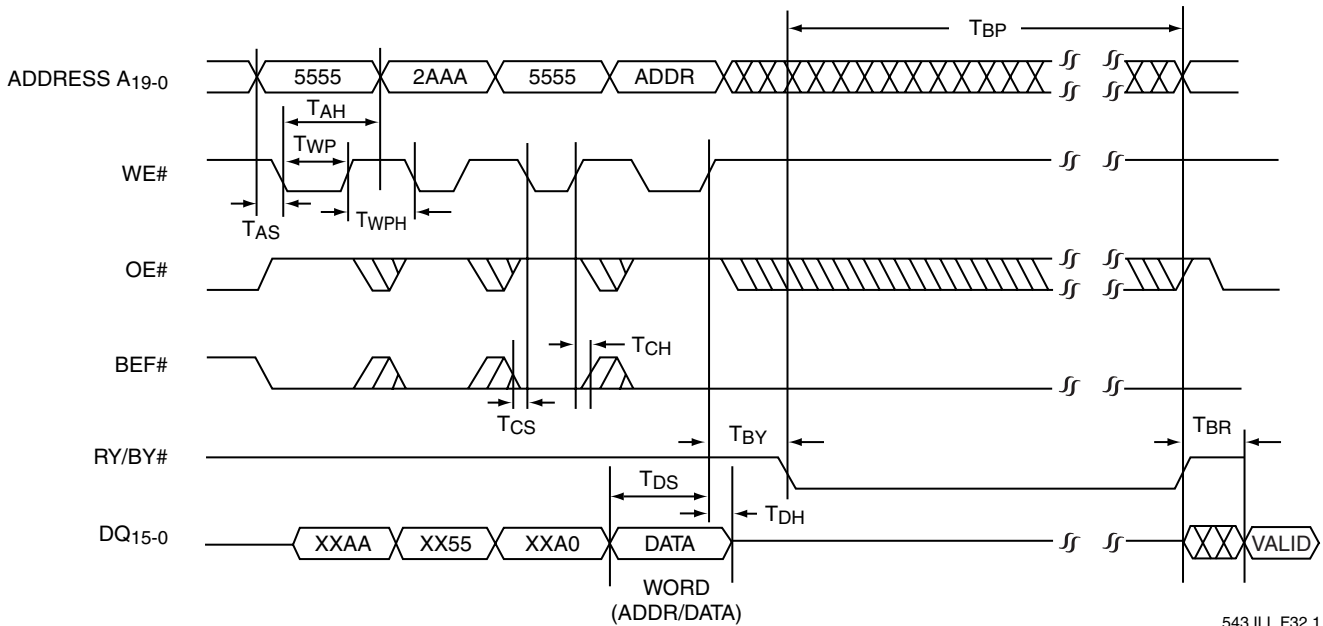 TBP
ADDRESS A19-0 5555 2AAA 5555 ADDR
TAH
TWP
WE#
TAS TWPH
OE#
BEF# TCH
TCS
RY/BY# TBY TBR
TDS
TDH
DQ15-0 XXAA XX55 XXA0 DATA VALID
WORD
(ADDR/DATA)
543 ILL F32.1